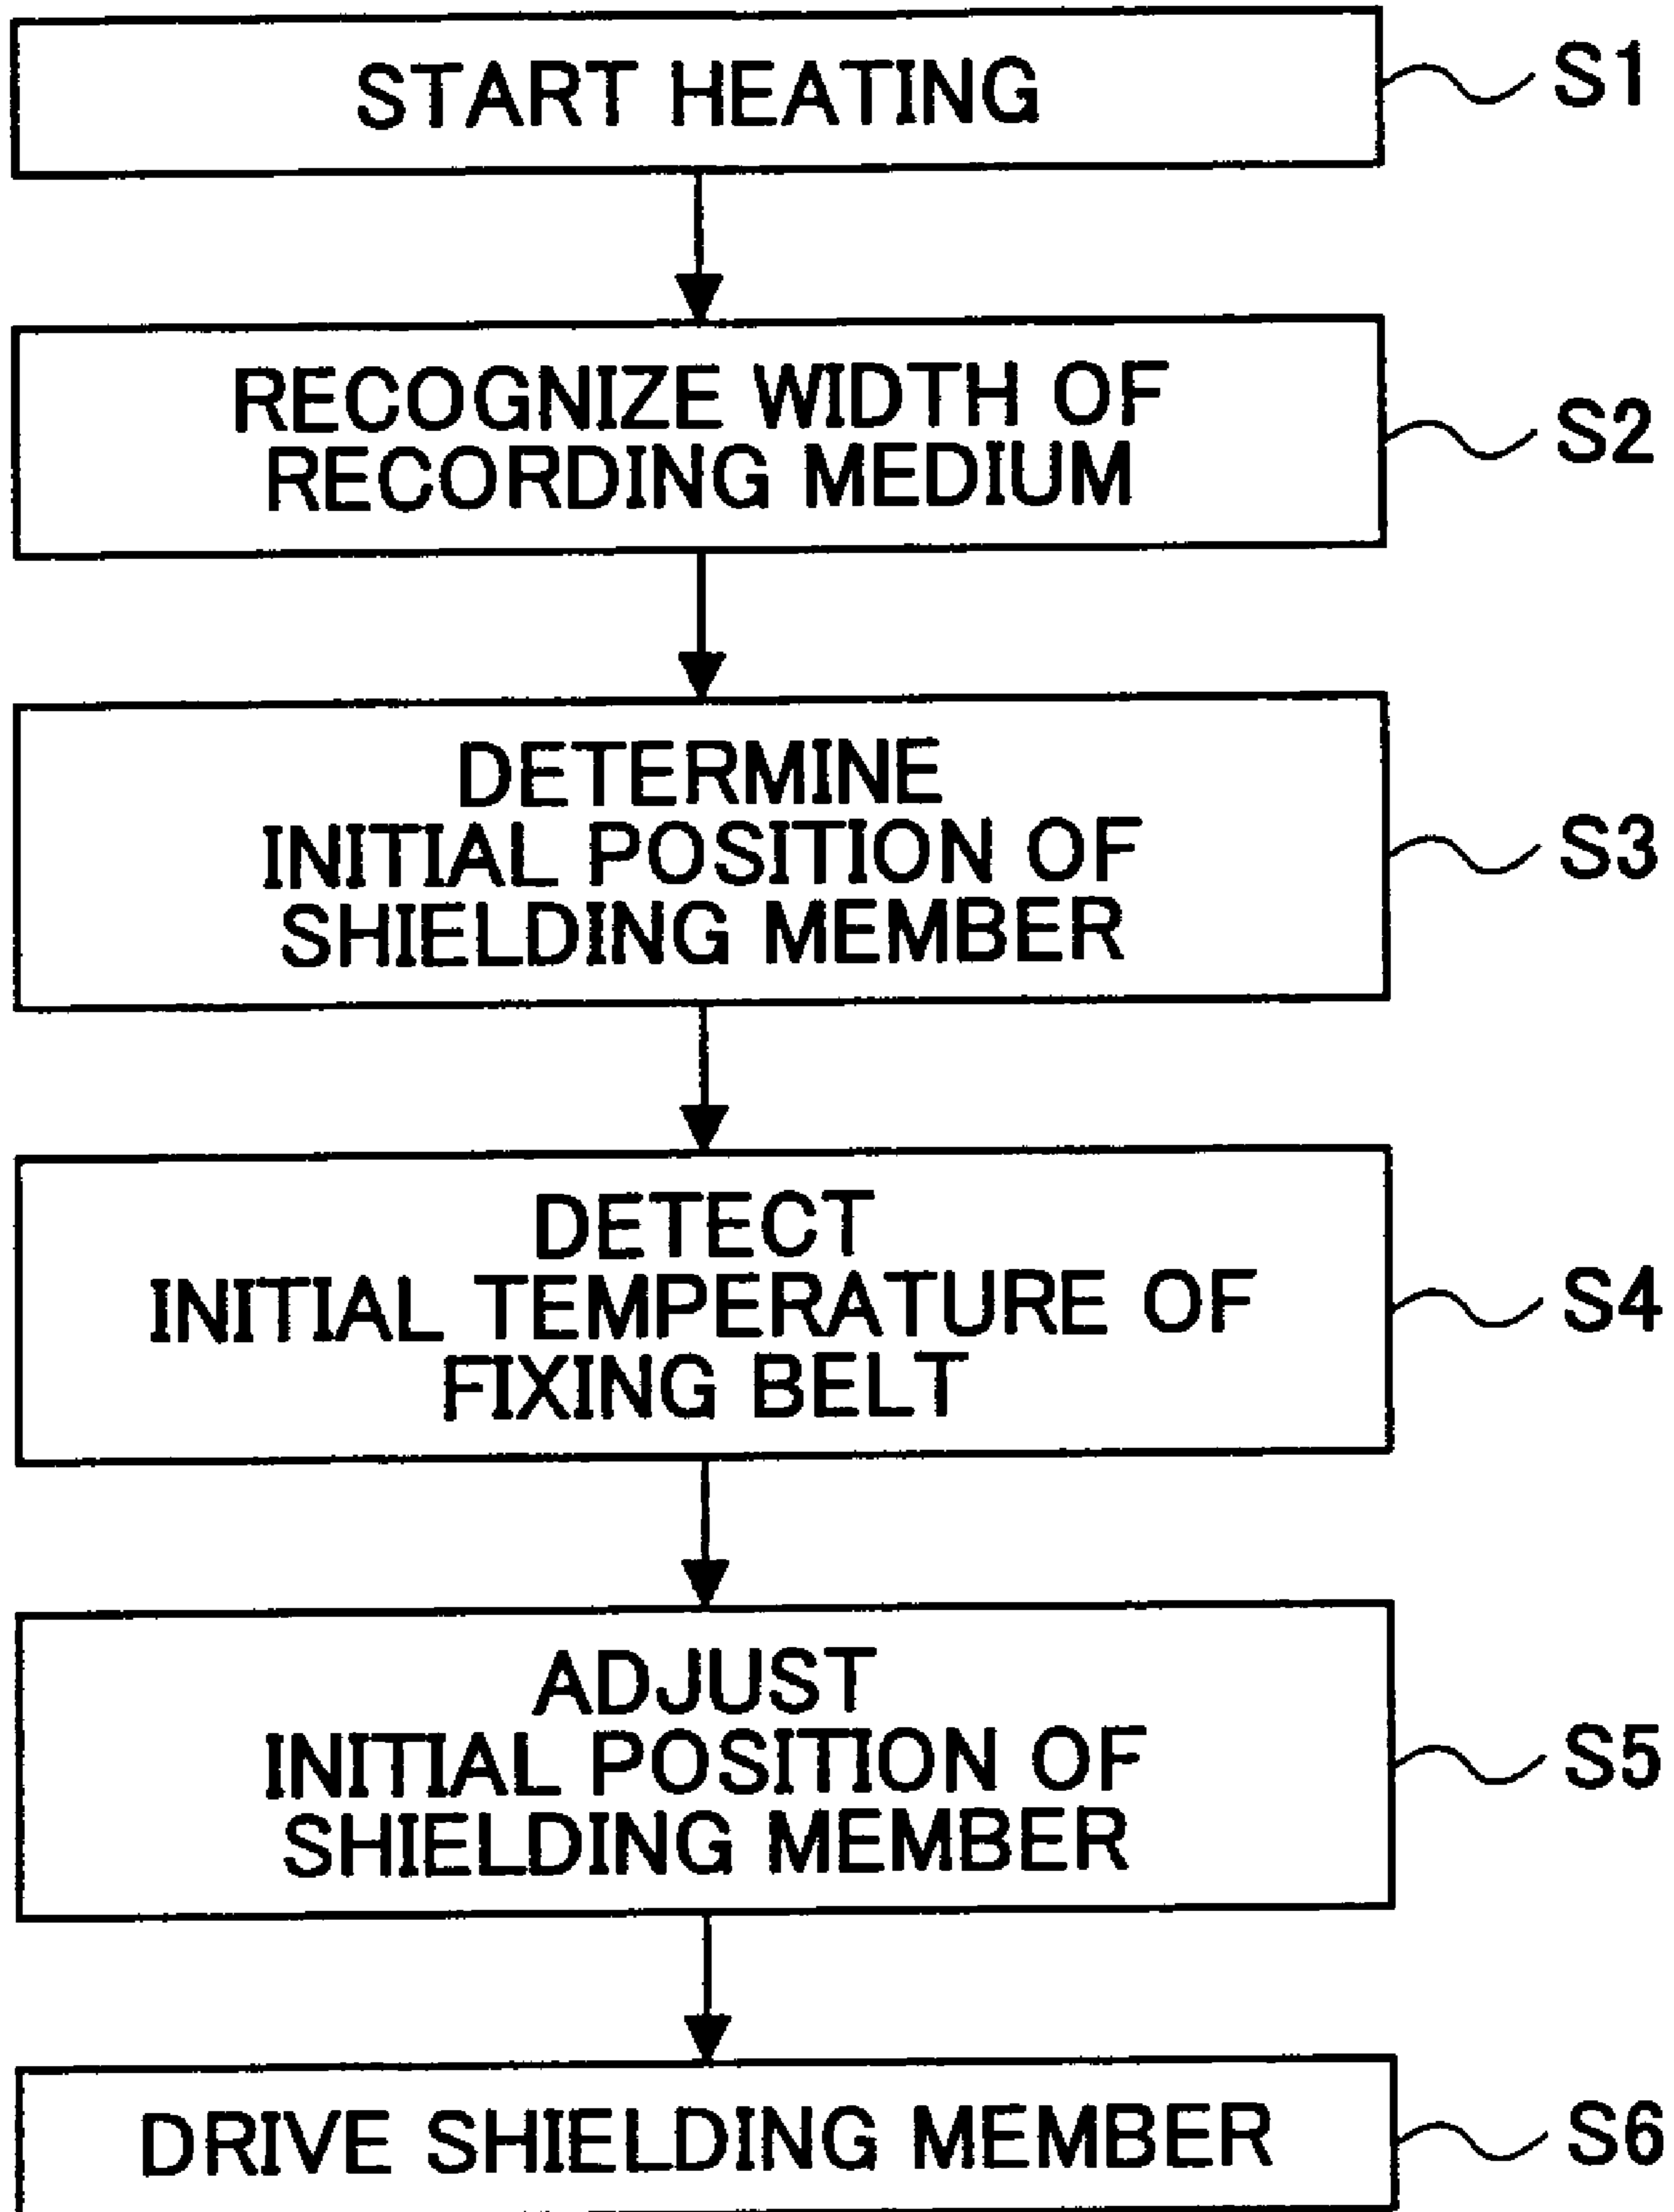 START HEATING
S1
RECOGNIZE WIDTH OF
RECORDING MEDIUM
S2
DETERMINE
INITIAL POSITION OF
SHIELDING MEMBER
S3
DETECT
INITIAL TEMPERATURE OF
FIXING BELT
S4
ADJUST
INITIAL POSITION OF
SHIELDING MEMBER
S5
DRIVE SHIELDING MEMBER
S6